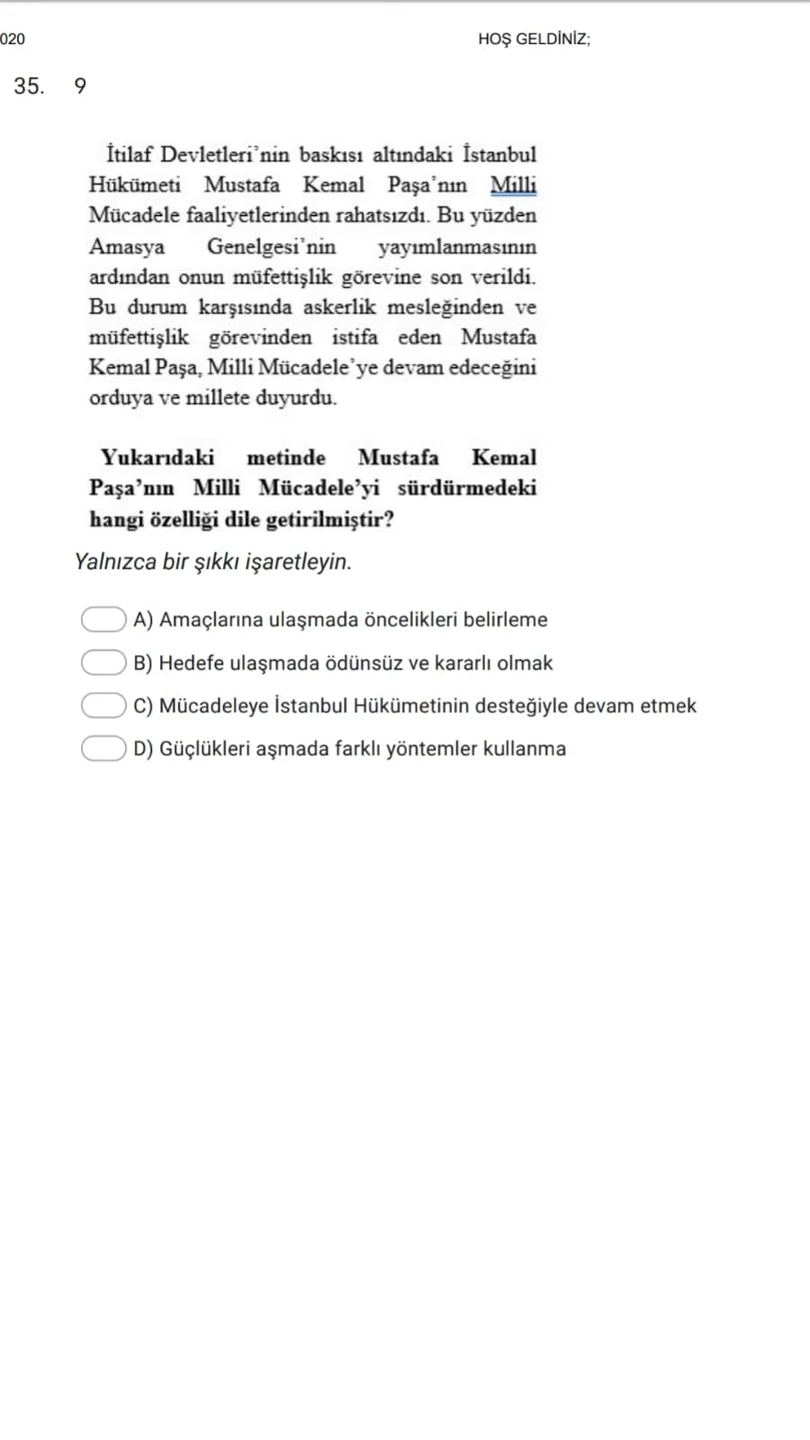 020
HOŞ GELDİNİZ;
35. 9
İtilaf Devletleri'nin baskısı altındaki İstanbul
Hükümeti Mustafa Kemal Paşa'nın Milli
Mücadele faaliyetlerinden rahatsızdı. Bu yüzden
Amasya Genelgesi'nin yayımlanmasının
ardından onun müfettişlik görevine son verildi.
Bu durum karşısında askerlik mesleğinden ve
müfettişlik görevinden istifa eden Mustafa
Kemal Paşa, Milli Mücadele'ye devam edeceğini
orduya ve millete duyurdu.
Yukarıdaki metinde Mustafa Kemal
Paşa'nın Milli Mücadele'yi sürdürmedeki
hangi özelliği dile getirilmiştir?
Yalnızca bir şıkkı işaretleyin.
A) Amaçlarına ulaşmada öncelikleri belirleme
B) Hedefe ulaşmada ödünsüz ve kararlı olmak
C) Mücadeleye İstanbul Hükümetinin desteğiyle devam etmek
D) Güçlükleri aşmada farklı yöntemler kullanma